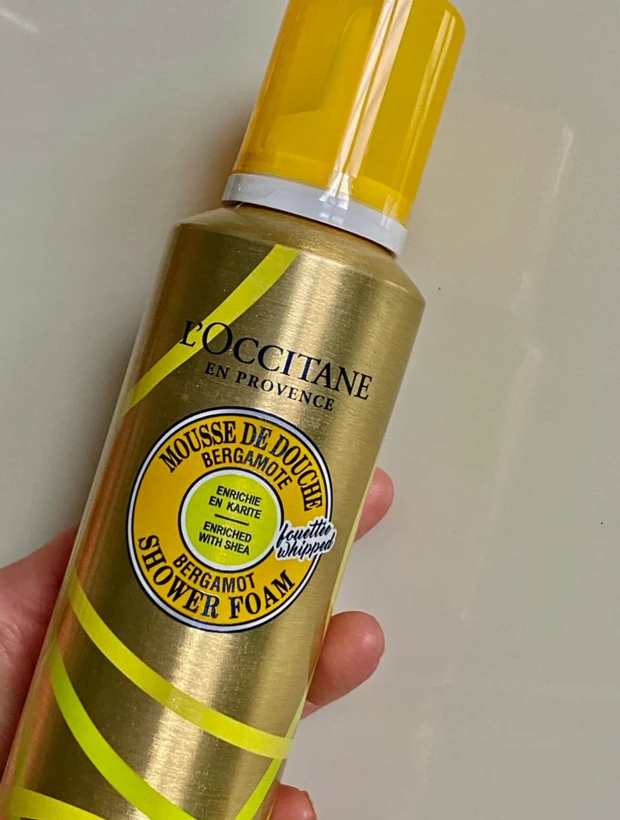 L'OCCITANE
EN PROVENCE
MOUSSE DE DOUCHE
BERGAMOTE
ENRICHIE
EN KARITE
ENRICHED
WITH SHEA
fouettée
whipped
BERGAMOT
SHOWER FOAM